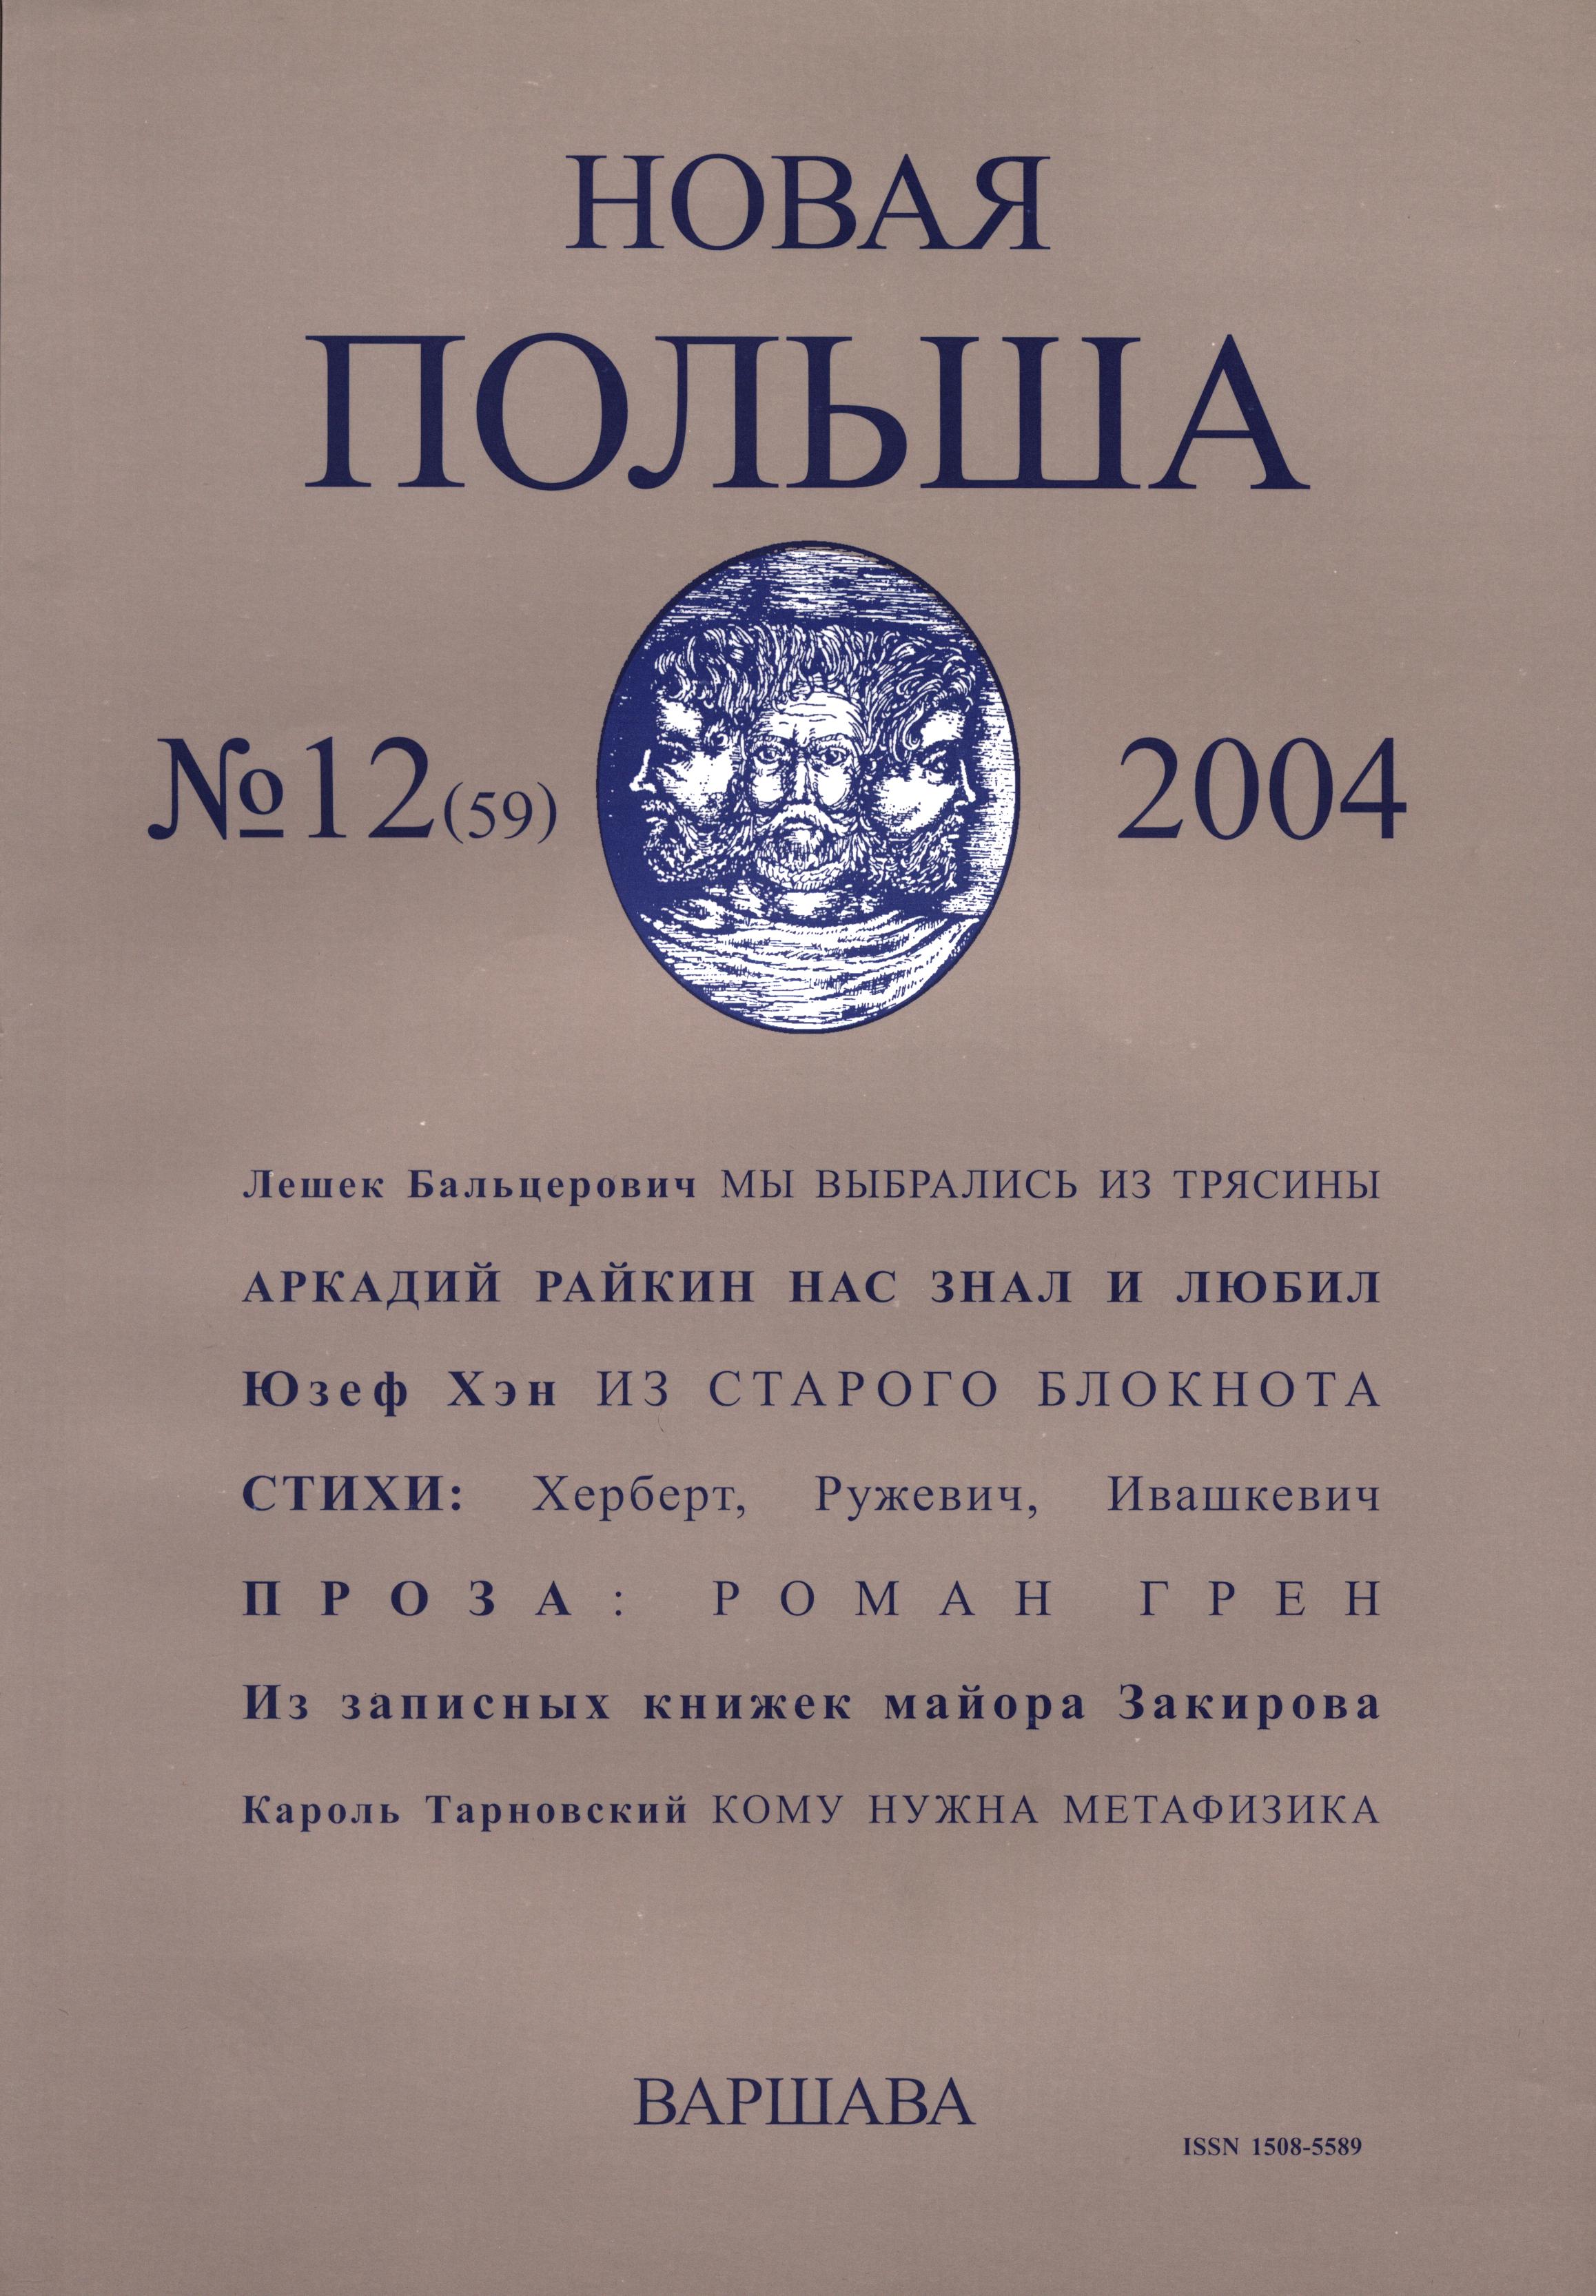 НОВАЯ
ПОЛЬША
№12(59) 2004
Лешек Бальцерович МЫ ВЫБРАЛИСЬ ИЗ ТРЯСИНЫ
АРКАДИЙ РАЙКИН НАС ЗНАЛ И ЛЮБИЛ
Юзеф Хэн ИЗ СТАРОГО БЛОКНОТА
СТИХИ: Херберт, Ружевич, Ивашкевич
ПРОЗА: РОМАН ГРЕН
Из записных книжек майора Закирова
Кароль Тарновский КОМУ НУЖНА МЕТАФИЗИКА
ВАРШАВА
ISSN 1508-5589